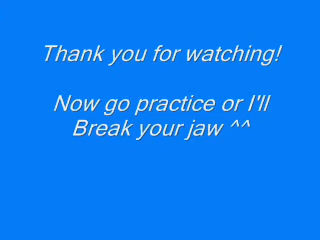 Thank you for watching!
Now go practice or I'll
Break your jaw ^^